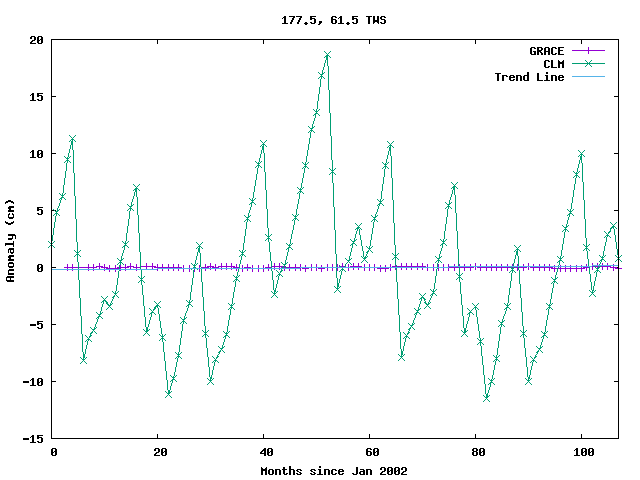 177.5, 61.5 TWS
GRACE
CLM
Trend Line
20
15
10
5
0
-5
-10
-15
Anomaly (cm)
0 20 40 60 80 100
Months since Jan 2002